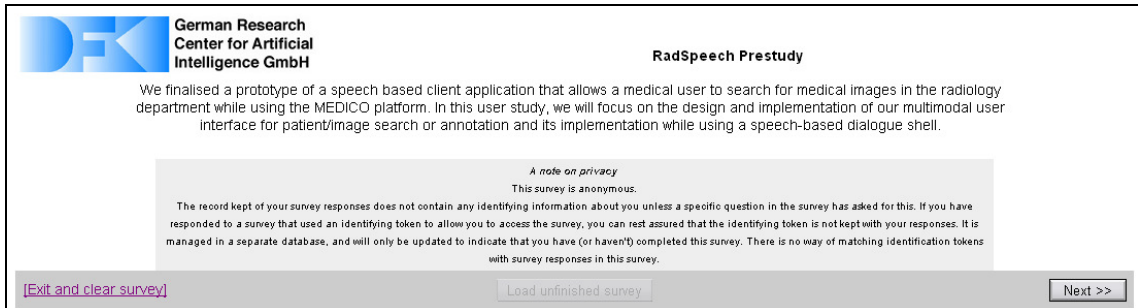 DFK
German Research
Center for Artificial
Intelligence GmbH
RadSpeech Prestudy
We finalised a prototype of a speech based client application that allows a medical user to search for medical images in the radiology
department while using the MEDICO platform. In this user study, we will focus on the design and implementation of our multimodal user
interface for patient/image search or annotation and its implementation while using a speech-based dialogue shell.
A note on privacy
This survey is anonymous.
The record kept of your survey responses does not contain any identifying information about you unless a specific question in the survey has asked for this. If you have
responded to a survey that used an identifying token to allow you to access the survey, you can rest assured that the identifying token is not kept with your responses. It is
managed in a separate database, and will only be updated to indicate that you have (or haven't) completed this survey. There is no way of matching identification tokens
with survey responses in this survey.
[Exit and clear survey]
Load unfinished survey
Next >>